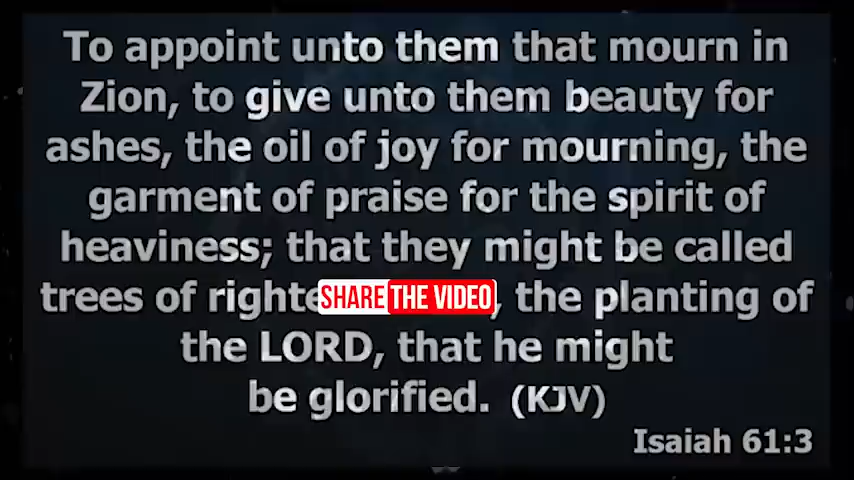 To appoint unto them that mourn in
Zion, to give unto them beauty for
ashes, the oil of joy for mourning, the
garment of praise for the spirit of
heaviness; that they might be called
trees of righte SHARE THE VIDEO, the planting of
the LORD, that he might
be glorified. (KJV)
Isaiah 61:3